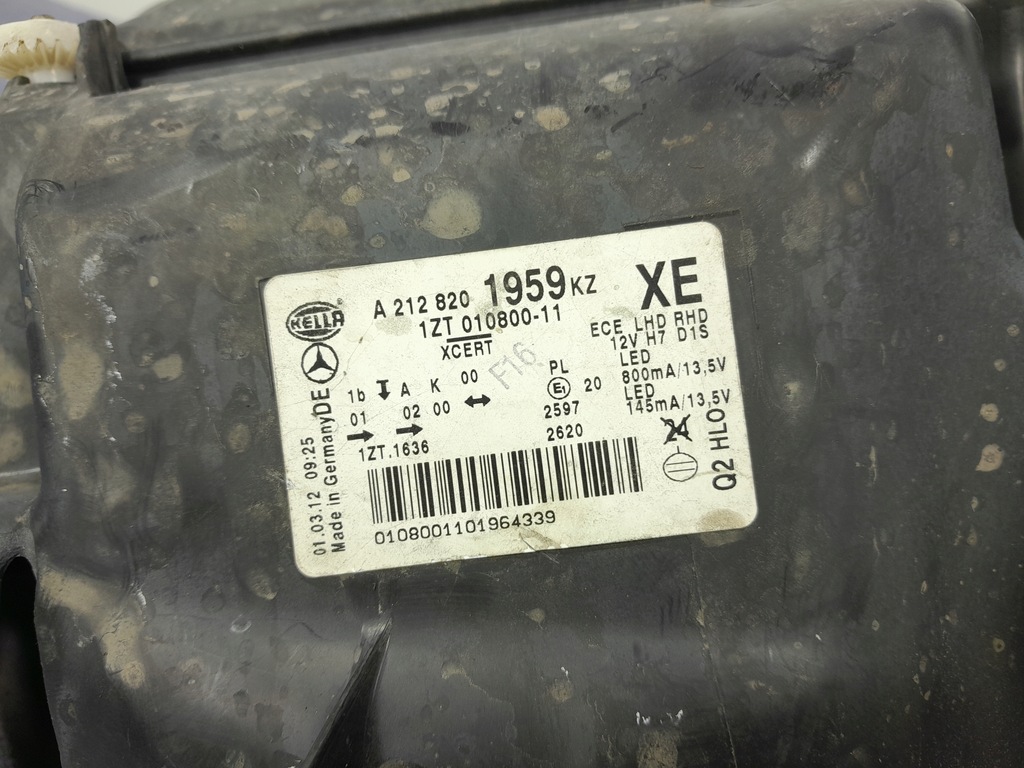 HELLA
A 212 820 1959 KZ
XE
1ZT 010800-11
XCERT
F16
ECE LHD RHD
12V H7 D1S
LED
800mA/13,5V
LED
145mA/13,5V
1b A K 00
01 02 00
1ZT.1636
PL
E1 20
2597
2620
24
Q2 HLO
DE
01.03.12 09:25
Made in Germany
0108001101964339